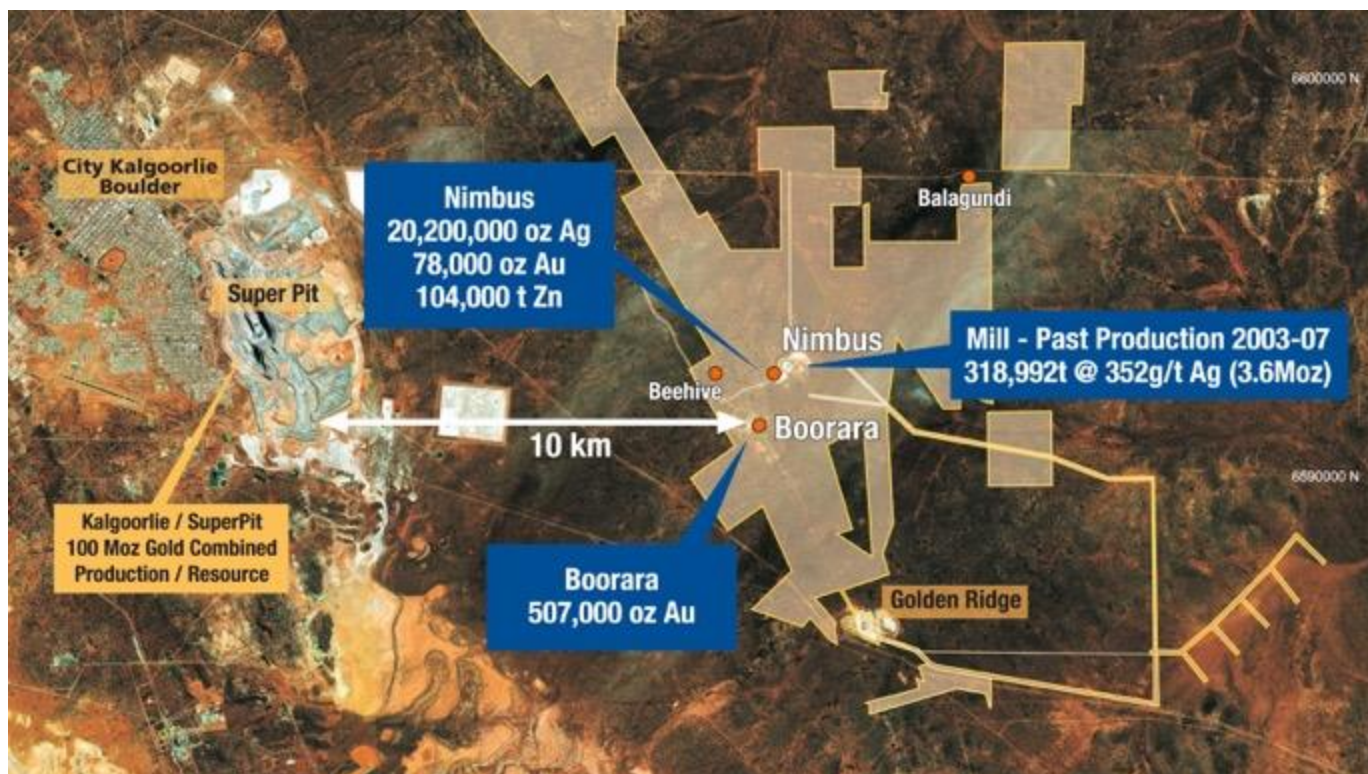 6600000 N
City Kalgoorlie
Boulder
Nimbus
20,200,000 oz Ag
78,000 oz Au
104,000 t Zn
Balagundi
Super Pit
Nimbus
Mill - Past Production 2003-07
318,992t @ 352g/t Ag (3.6Moz)
Beehive
Boorara
10 km
6590000 N
Kalgoorlie / SuperPit
100 Moz Gold Combined
Production / Resource
Boorara
507,000 oz Au
Golden Ridge